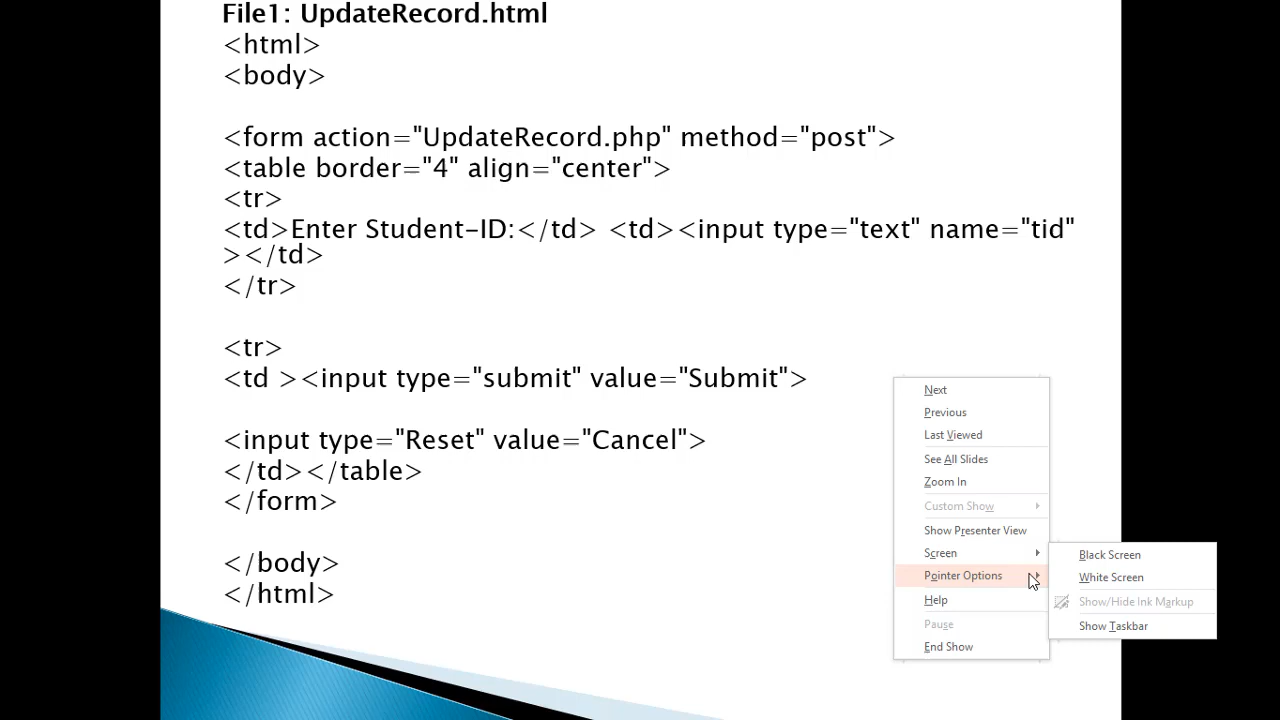 File1: UpdateRecord.html
<html>
<body>
<form action="UpdateRecord.php" method="post">
<table border="4" align="center">
<tr>
<td>Enter Student-ID:</td> <td><input type="text" name="tid"
></td>
</tr>
<tr>
<td ><input type="submit" value="Submit">
<input type="Reset" value="Cancel">
</td></table>
</form>
</body>
</html>
Next
Previous
Last Viewed
See All Slides
Zoom In
Custom Show
Show Presenter View
Screen
Pointer Options
Help
Pause
End Show
Black Screen
White Screen
Show/Hide Ink Markup
Show Taskbar